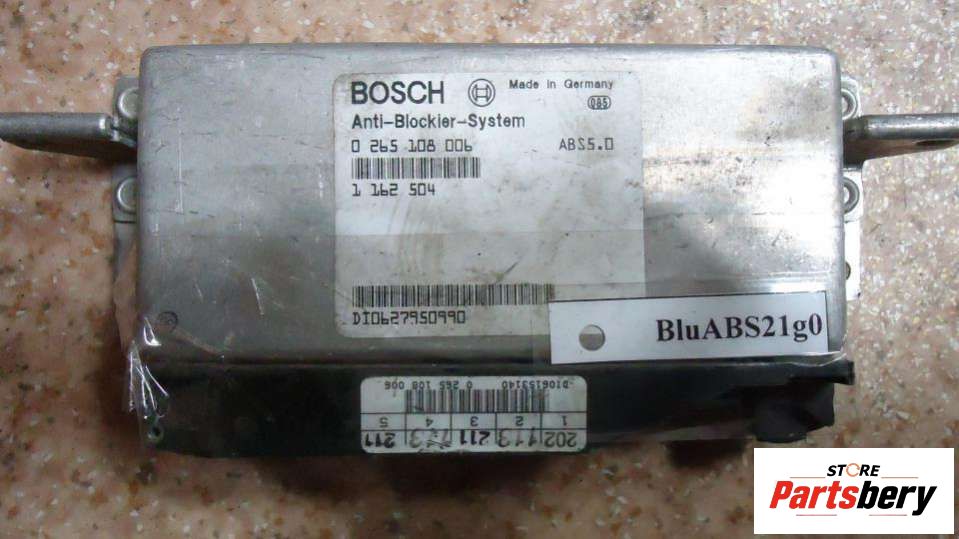 BOSCH Made in Germany
085
Anti-Blockier-System
0 265 108 006 ABS5.0
1 162 504
DI0627950990
BluABS21g0
DI06153140 0 265 108 006
1 2 3 4 5
202 113 211 211
STORE
Partsbery